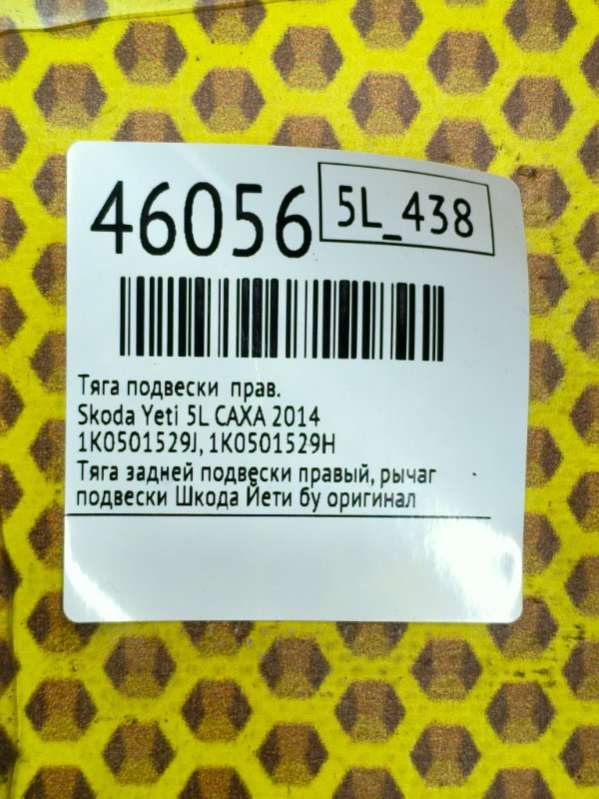 46056
5L_438
Тяга подвески прав.
Skoda Yeti 5L CAXA 2014
1K0501529J, 1K0501529H
Тяга задней подвески правый, рычаг
подвески Шкода Йети бу оригинал